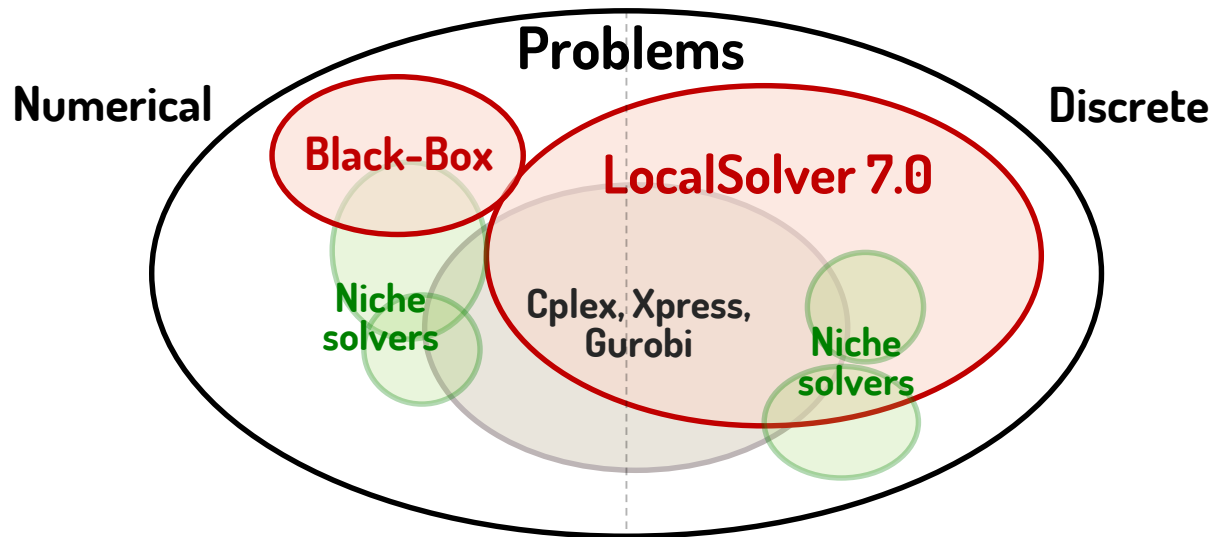 Problems
Numerical
Discrete
Black-Box
LocalSolver 7.0
Niche
solvers
Cplex, Xpress,
Gurobi
Niche
solvers